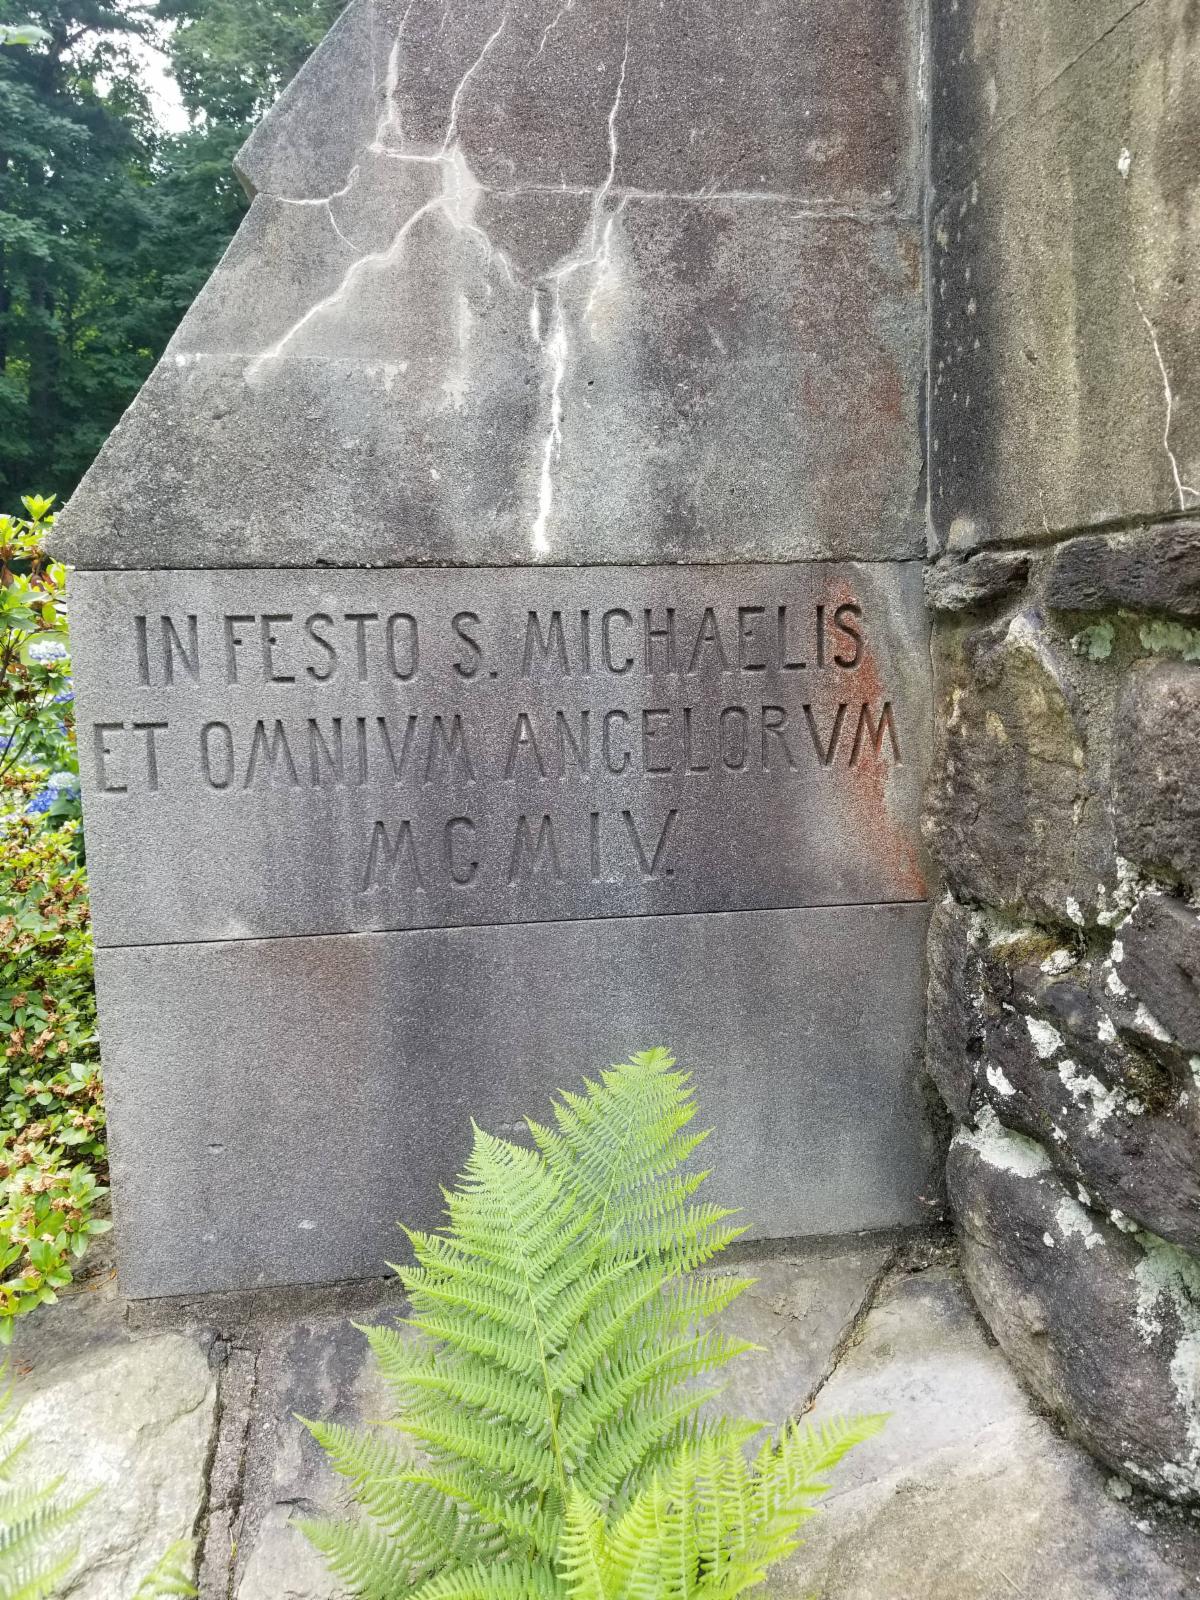 IN FESTO S. MICHAELIS
ET OMNIVM ANGELORVM
MCMIV.